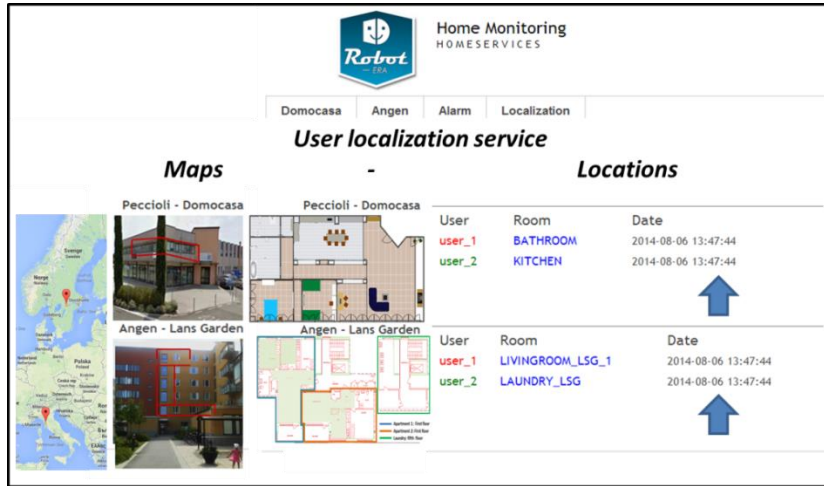 Robot
ERA
Home Monitoring
HOMESERVICES
Domocasa Angen Alarm Localization
User localization service
Maps - Locations
Peccioli - Domocasa Peccioli - Domocasa
User Room Date
user_1 BATHROOM 2014-08-06 13:47:44
user_2 KITCHEN 2014-08-06 13:47:44
Sverige
Norge
Angen - Lans Garden Angen - Lans Garden
User Room Date
user_1 LIVINGROOM_LSG_1 2014-08-06 13:47:44
user_2 LAUNDRY_LSG 2014-08-06 13:47:44
Polska